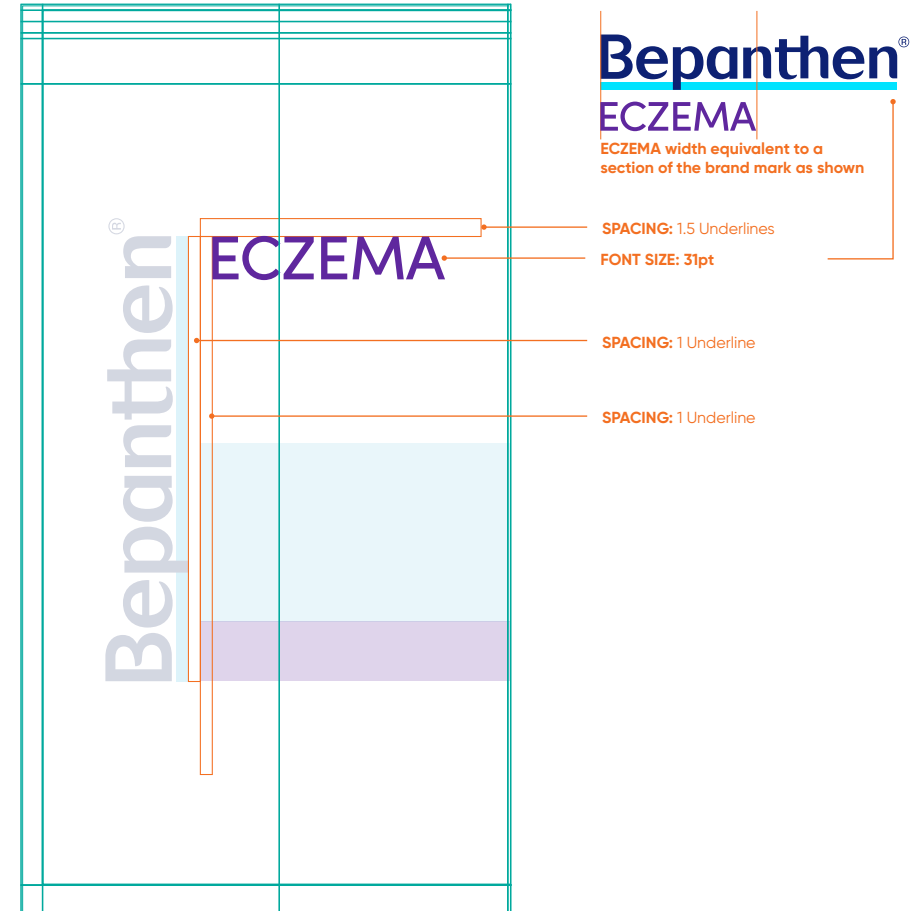 Bepanthen®
ECZEMA
ECZEMA width equivalent to a
section of the brand mark as shown
Bepanthen®
ECZEMA
SPACING: 1.5 Underlines
FONT SIZE: 31pt
SPACING: 1 Underline
SPACING: 1 Underline